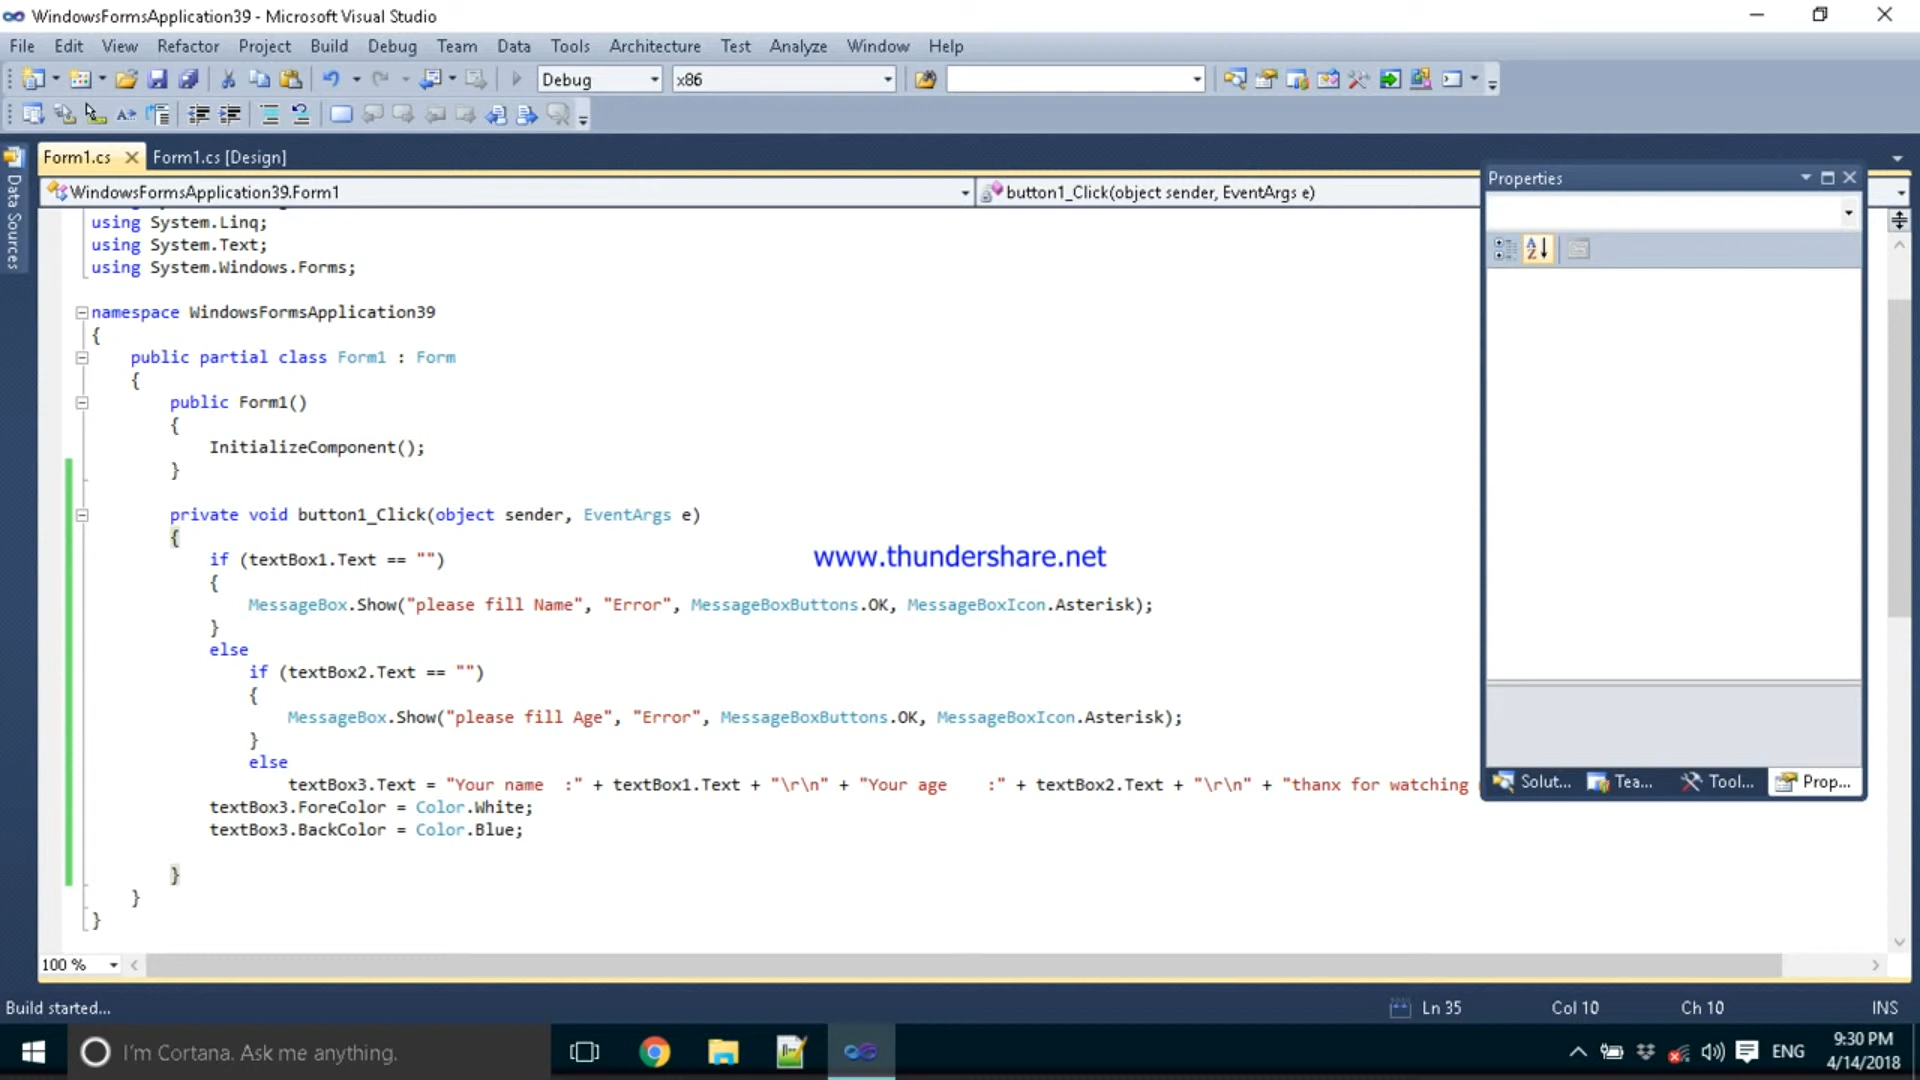 WindowsFormsApplication39 - Microsoft Visual Studio
File Edit View Refactor Project Build Debug Team Data Tools Architecture Test Analyze Window Help
Debug x86
Form1.cs Form1.cs [Design]
Data Sources
WindowsFormsApplication39.Form1 button1_Click(object sender, EventArgs e)
Properties
using System.Linq;
using System.Text;
using System.Windows.Forms;
namespace WindowsFormsApplication39
{
public partial class Form1 : Form
{
public Form1()
{
InitializeComponent();
}
private void button1_Click(object sender, EventArgs e)
{
if (textBox1.Text == "")
{
MessageBox.Show("please fill Name", "Error", MessageBoxButtons.OK, MessageBoxIcon.Asterisk);
}
else
if (textBox2.Text == "")
{
MessageBox.Show("please fill Age", "Error", MessageBoxButtons.OK, MessageBoxIcon.Asterisk);
}
else
textBox3.Text = "Your name  :" + textBox1.Text + "\r\n" + "Your age    :" + textBox2.Text + "\r\n" + "thanx for watching
textBox3.ForeColor = Color.White;
textBox3.BackColor = Color.Blue;
}
}
}
www.thundershare.net
Solut... Tea... Tool... Prop...
100 %
Build started... Ln 35 Col 10 Ch 10 INS
I'm Cortana. Ask me anything.
ENG
9:30 PM
4/14/2018